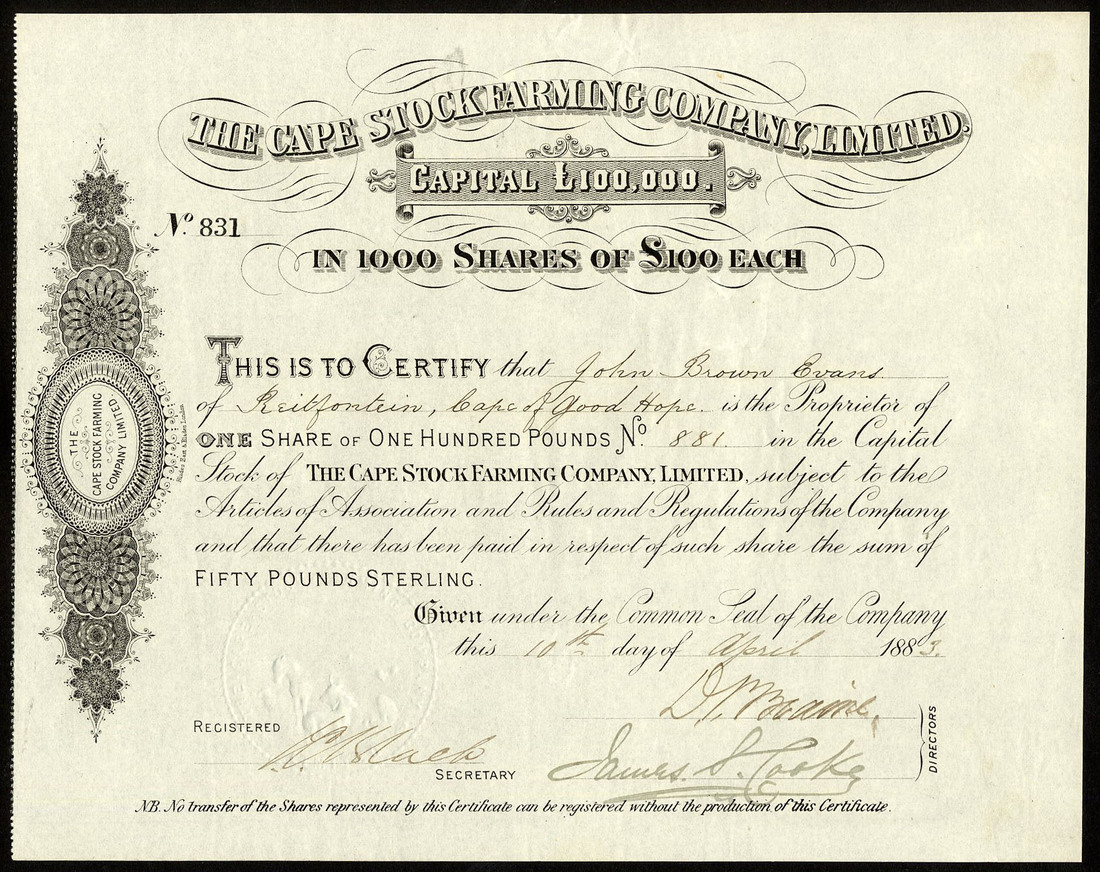 THE CAPE STOCK FARMING COMPANY, LIMITED.
CAPITAL £100,000.
No. 831
IN 1000 SHARES OF £100 EACH
THE
CAPE STOCK FARMING
COMPANY LIMITED
THIS IS TO CERTIFY that John Brown Evans
of Reitfontein, Cape of Good Hope. is the Proprietor of
ONE SHARE OF ONE HUNDRED POUNDS No. 881. in the Capital
Stock of THE CAPE STOCK FARMING COMPANY, LIMITED, subject to the
Articles of Association and Rules and Regulations of the Company
and that there has been paid in respect of such share the sum of
FIFTY POUNDS STERLING.
Given under the Common Seal of the Company
this 10th day of April 1883.
REGISTERED
SECRETARY
James S. Cooke
DIRECTORS
N.B. No transfer of the Shares represented by this Certificate can be registered without the production of this Certificate.